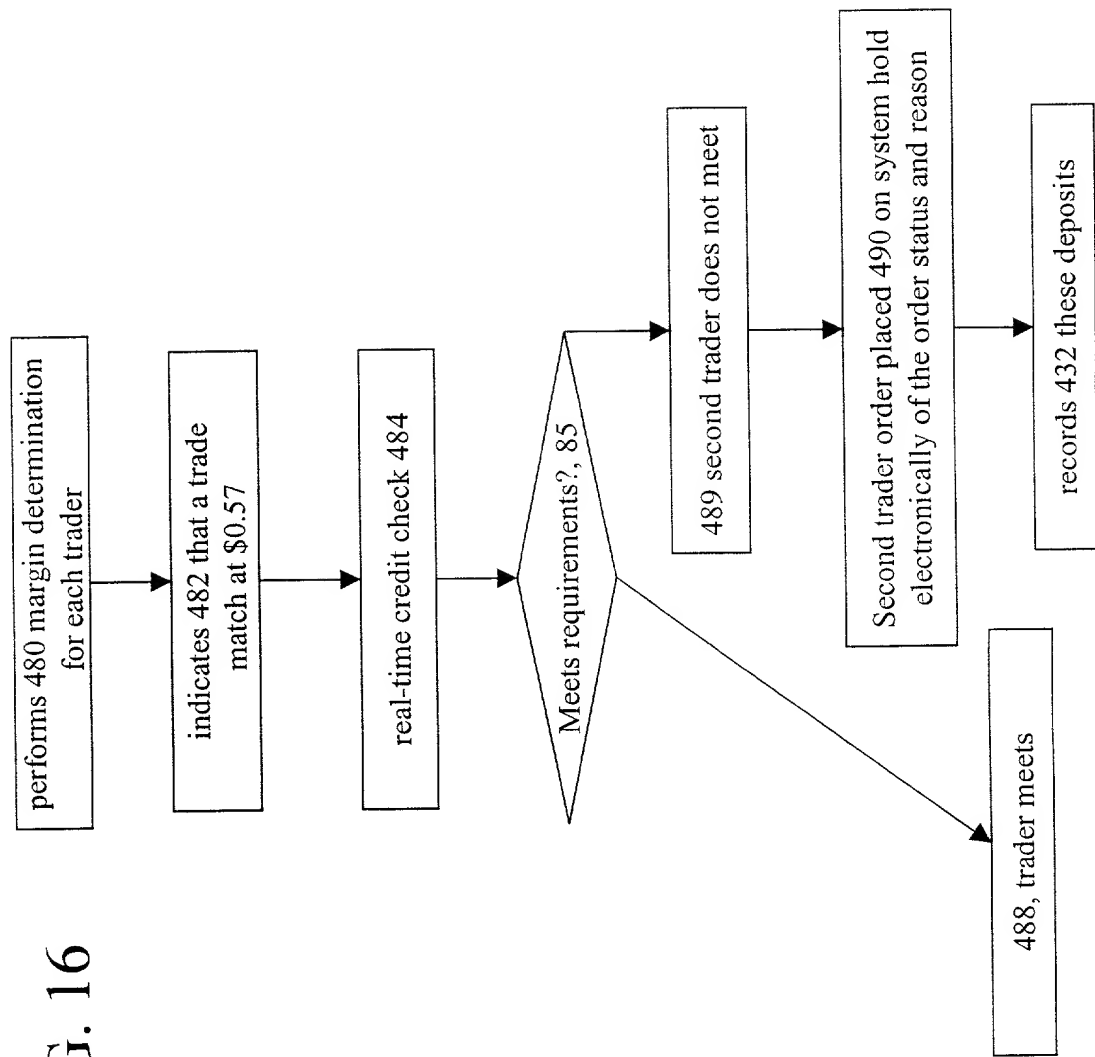 G. 16
performs 480 margin determination
for each trader
indicates 482 that a trade
match at $0.57
real-time credit check 484
Meets requirements?, 85
489 second trader does not meet
Second trader order placed 490 on system hold
electronically of the order status and reason
records 432 these deposits
488, trader meets